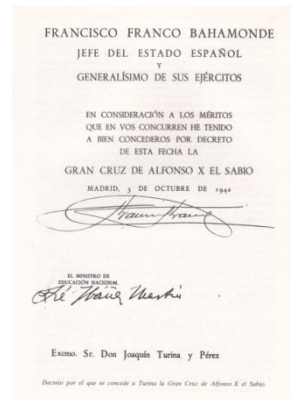 FRANCISCO FRANCO BAHAMONDE
JEFE DEL ESTADO ESPAÑOL
Y
GENERALÍSIMO DE SUS EJÉRCITOS
EN CONSIDERACIÓN A LOS MÉRITOS
QUE EN VOS CONCURREN HE TENIDO
A BIEN CONCEDEROS POR DECRETO
DE ESTA FECHA LA
GRAN CRUZ DE ALFONSO X EL SABIO
MADRID, 3 DE OCTUBRE DE 1942
EL MINISTRO DE
EDUCACIÓN NACIONAL,
José Ibáñez Martín
Excmo. Sr. Don Joaquín Turina y Pérez
Decreto por el que se concede a Turina la Gran Cruz de Alfonso X el Sabio.